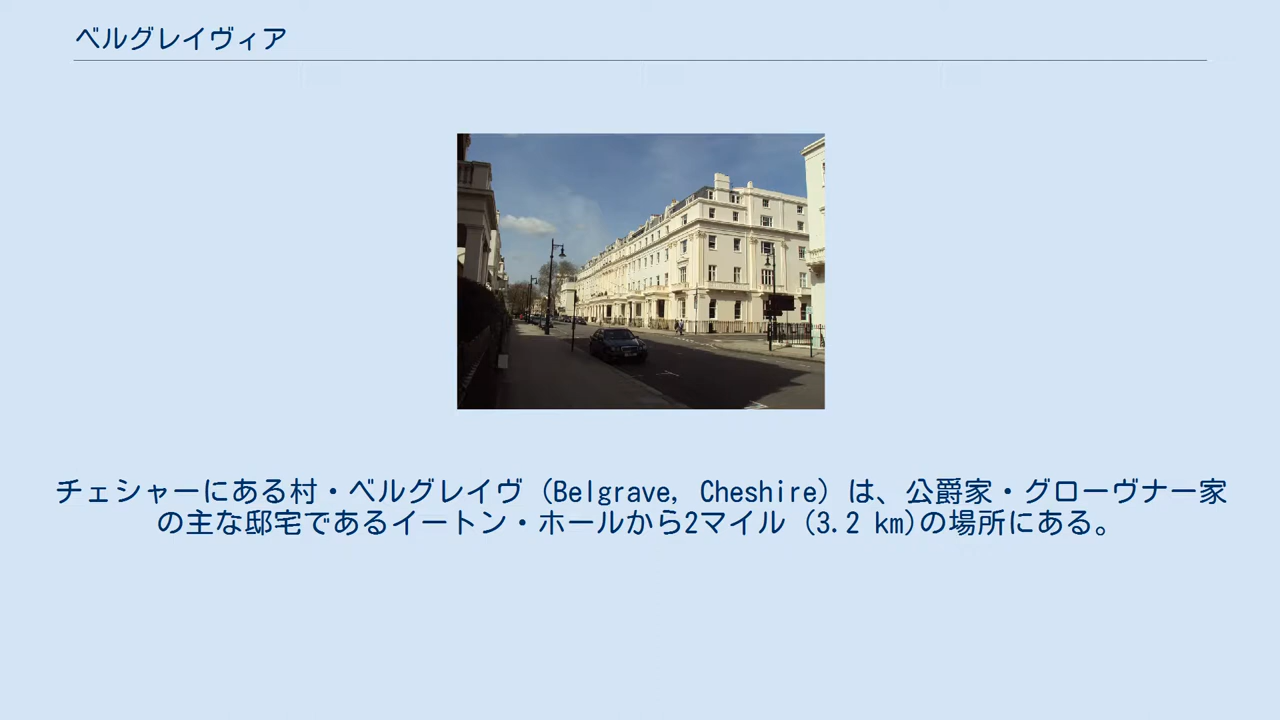 ベルグレイヴィア
チェシャーにある村・ベルグレイヴ (Belgrave, Cheshire) は、公爵家・グローヴナー家
の主な邸宅であるイートン・ホールから2マイル (3.2 km)の場所にある。